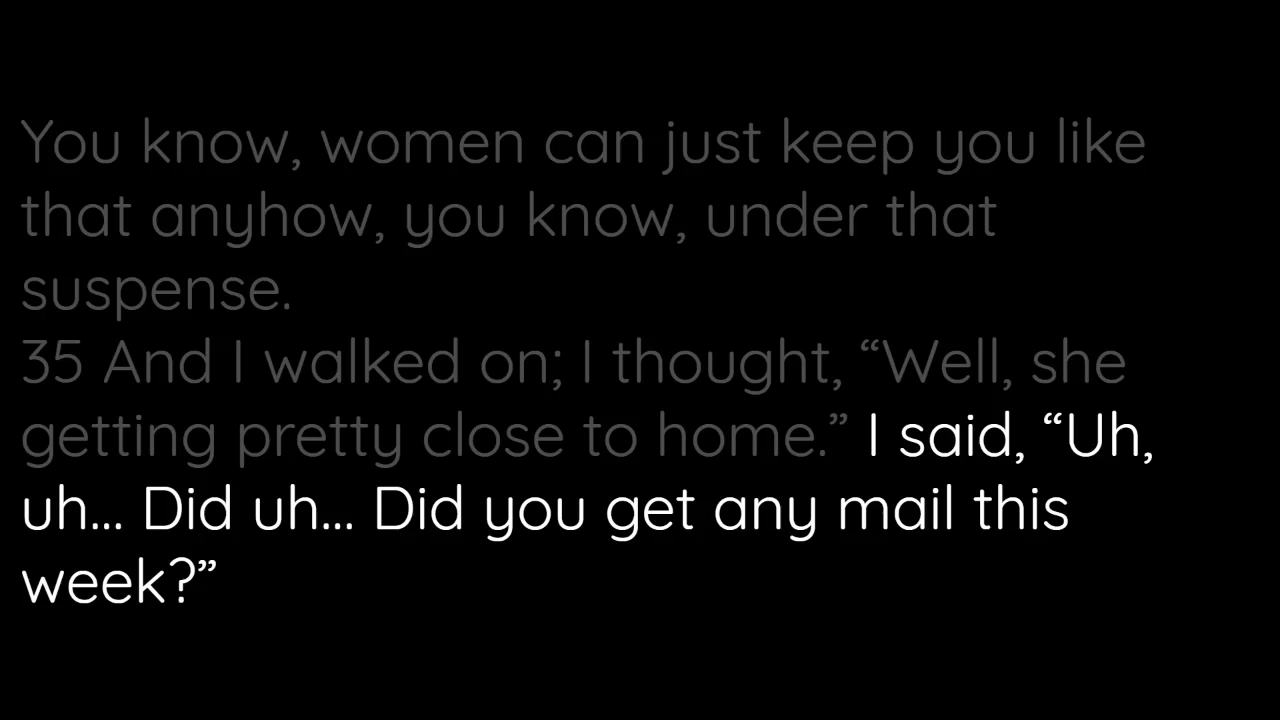 You know, women can just keep you like
that anyhow, you know, under that
suspense.
35 And I walked on; I thought, “Well, she
getting pretty close to home.” I said, “Uh,
uh... Did uh... Did you get any mail this
week?”